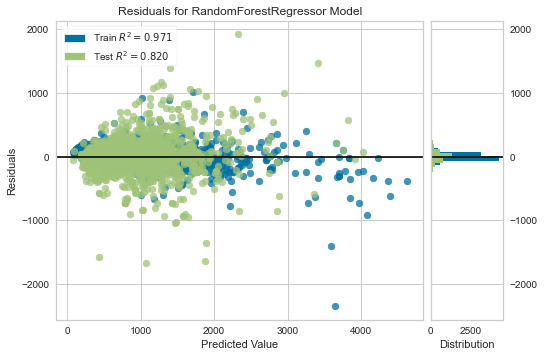 Residuals for RandomForestRegressor Model
Train R² = 0.971
Test R² = 0.820
Residuals
2000
1000
0
−1000
−2000
0 1000 2000 3000 4000
Predicted Value
2000
1000
0
−1000
−2000
0 2500
Distribution